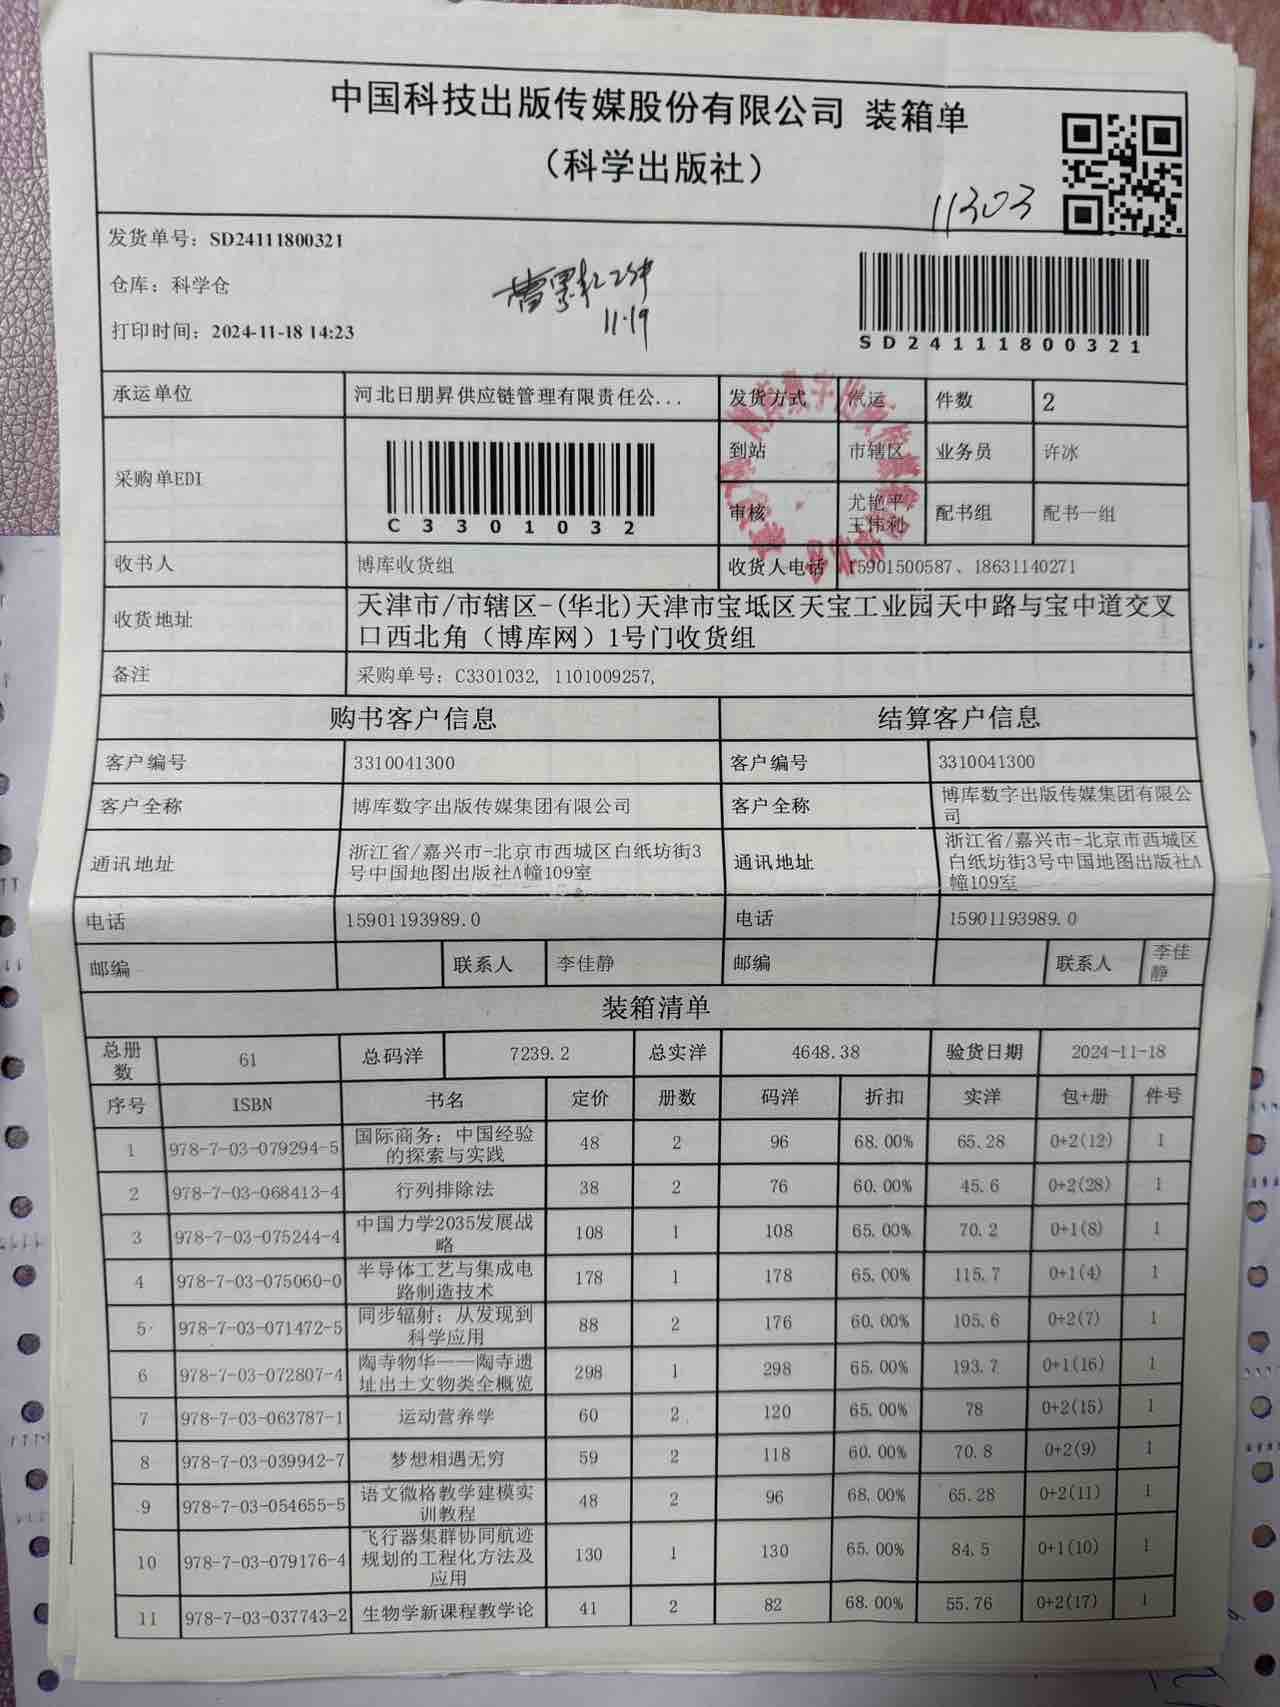 中国科技出版传媒股份有限公司 装箱单
（科学出版社）
11303
发货单号：SD24111800321
仓库：科学仓
打印时间：2024-11-18 14:23
11.19
SD24111800321
承运单位 河北日朋昇供应链管理有限责任公... 发货方式 汽运 件数 2
采购单EDI C3301032 到站 市辖区 业务员 许冰
审核 尤艳平 王伟利 配书组 配书一组
收书人 博库收货组 收货人电话 15901500587、18631140271
收货地址 天津市/市辖区-(华北)天津市宝坻区天宝工业园天中路与宝中道交叉
口西北角（博库网）1号门收货组
备注 采购单号：C3301032, 1101009257,
购书客户信息 结算客户信息
客户编号 3310041300 客户编号 3310041300
客户全称 博库数字出版传媒集团有限公司 客户全称 博库数字出版传媒集团有限公
司
通讯地址 浙江省/嘉兴市-北京市西城区白纸坊街3
号中国地图出版社A幢109室 通讯地址 浙江省/嘉兴市-北京市西城区
白纸坊街3号中国地图出版社A
幢109室
电话 15901193989.0 电话 15901193989.0
邮编 联系人 李佳静 邮编 联系人 李佳
静
装箱清单
总册
数 61 总码洋 7239.2 总实洋 4648.38 验货日期 2024-11-18
序号 ISBN 书名 定价 册数 码洋 折扣 实洋 包+册 件号
1 978-7-03-079294-5 国际商务：中国经验
的探索与实践 48 2 96 68.00% 65.28 0+2(12) 1
2 978-7-03-068413-4 行列排除法 38 2 76 60.00% 45.6 0+2(28) 1
3 978-7-03-075244-4 中国力学2035发展战
略 108 1 108 65.00% 70.2 0+1(8) 1
4 978-7-03-075060-0 半导体工艺与集成电
路制造技术 178 1 178 65.00% 115.7 0+1(4) 1
5 978-7-03-071472-5 同步辐射：从发现到
科学应用 88 2 176 60.00% 105.6 0+2(7) 1
6 978-7-03-072807-4 陶寺物华——陶寺遗
址出土文物类全概览 298 1 298 65.00% 193.7 0+1(16) 1
7 978-7-03-063787-1 运动营养学 60 2 120 65.00% 78 0+2(15) 1
8 978-7-03-039942-7 梦想相遇无穷 59 2 118 60.00% 70.8 0+2(9) 1
9 978-7-03-054655-5 语文微格教学建模实
训教程 48 2 96 68.00% 65.28 0+2(11) 1
10 978-7-03-079176-4 飞行器集群协同航迹
规划的工程化方法及
应用 130 1 130 65.00% 84.5 0+1(10) 1
11 978-7-03-037743-2 生物学新课程教学论 41 2 82 68.00% 55.76 0+2(17) 1